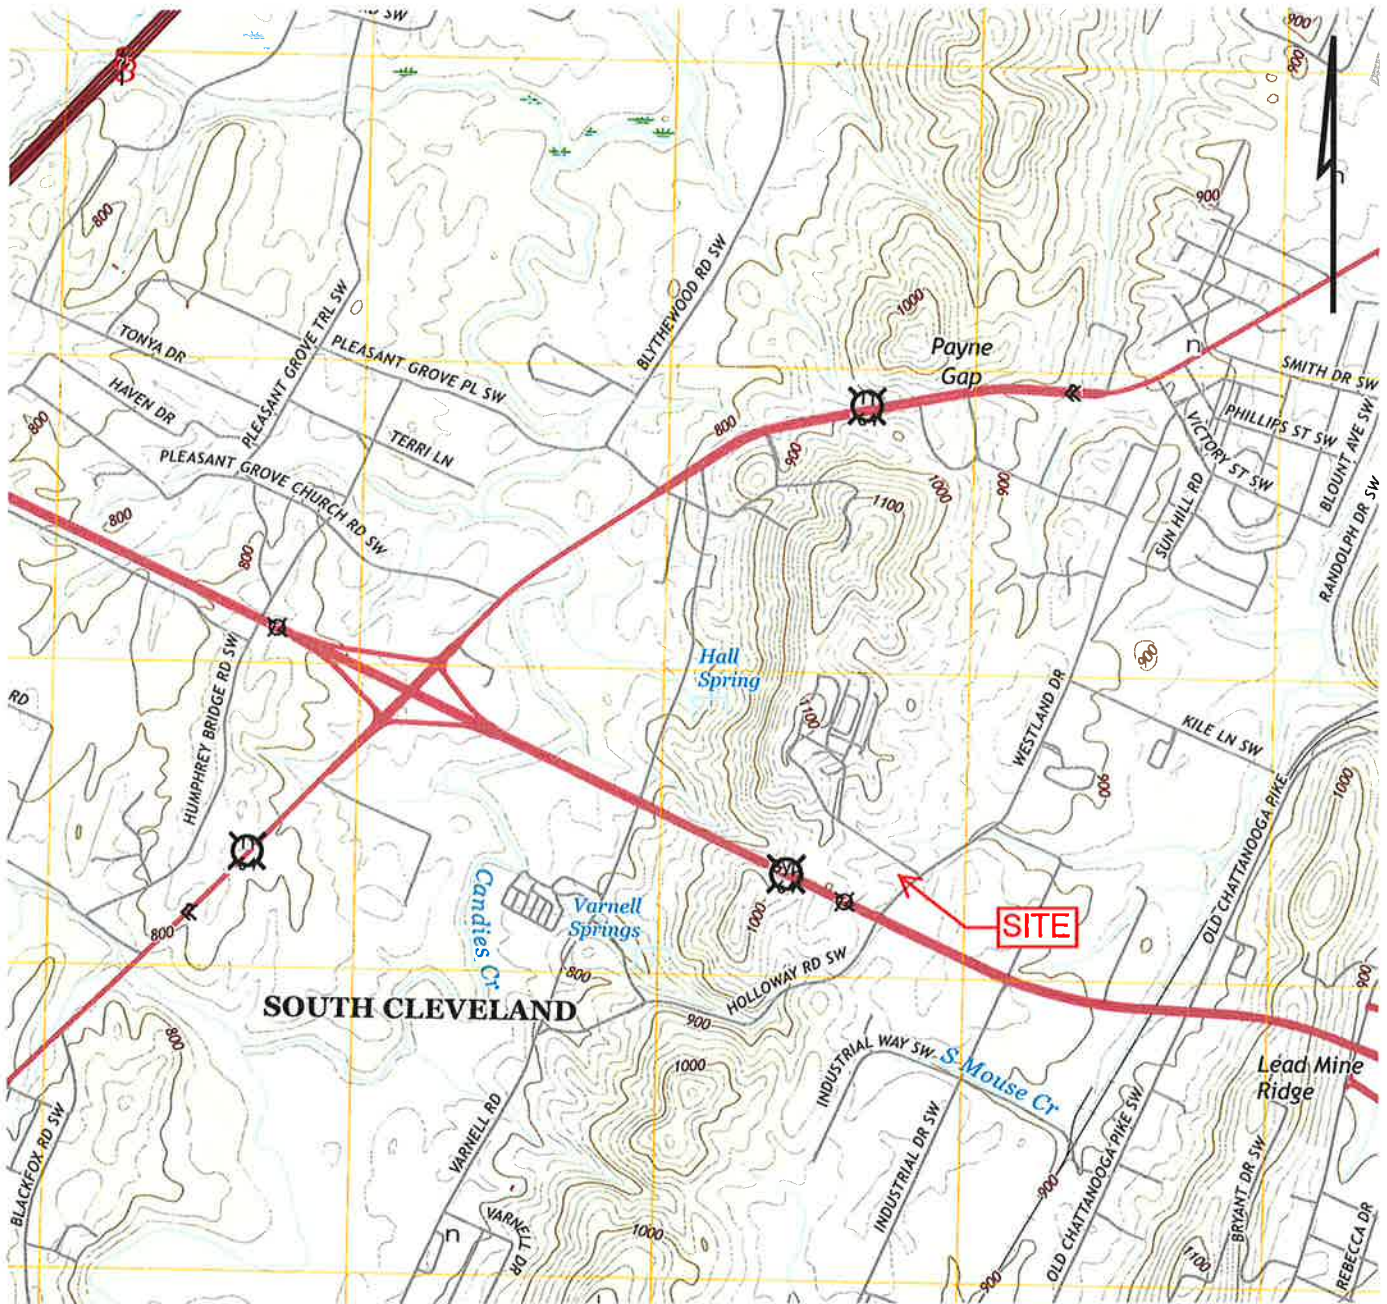 RD SW
900
900
800
900
TONYA DR
PLEASANT GROVE TRL SW
PLEASANT GROVE PL SW
BLYTHEWOOD RD SW
1000
Payne
Gap
n
SMITH DR SW
HAVEN DR
800
TERRI LN
800
64
900
1100
1000
900
VICTORY ST SW
PHILLIPS ST SW
BLOUNT AVE SW
RANDOLPH DR SW
SUN HILL RD
PLEASANT GROVE CHURCH RD SW
800
800
Hall
Spring
900
HUMPHREY BRIDGE RD SW
RD
1100
WESTLAND DR
KILE LN SW
900
1000
OLD CHATTANOOGA PIKE
64
Candies Cr
Varnell
Springs
1000
SITE
800
800
HOLLOWAY RD SW
900
SOUTH CLEVELAND
900
800
1000
INDUSTRIAL WAY SW
S Mouse Cr
Lead Mine
Ridge
BLACKFOX RD SW
VARNELL RD
INDUSTRIAL DR SW
OLD CHATTANOOGA PIKE SW
900
BRYANT DR SW
REBECCA DR
VARNELL DR
n
1000
900
1100